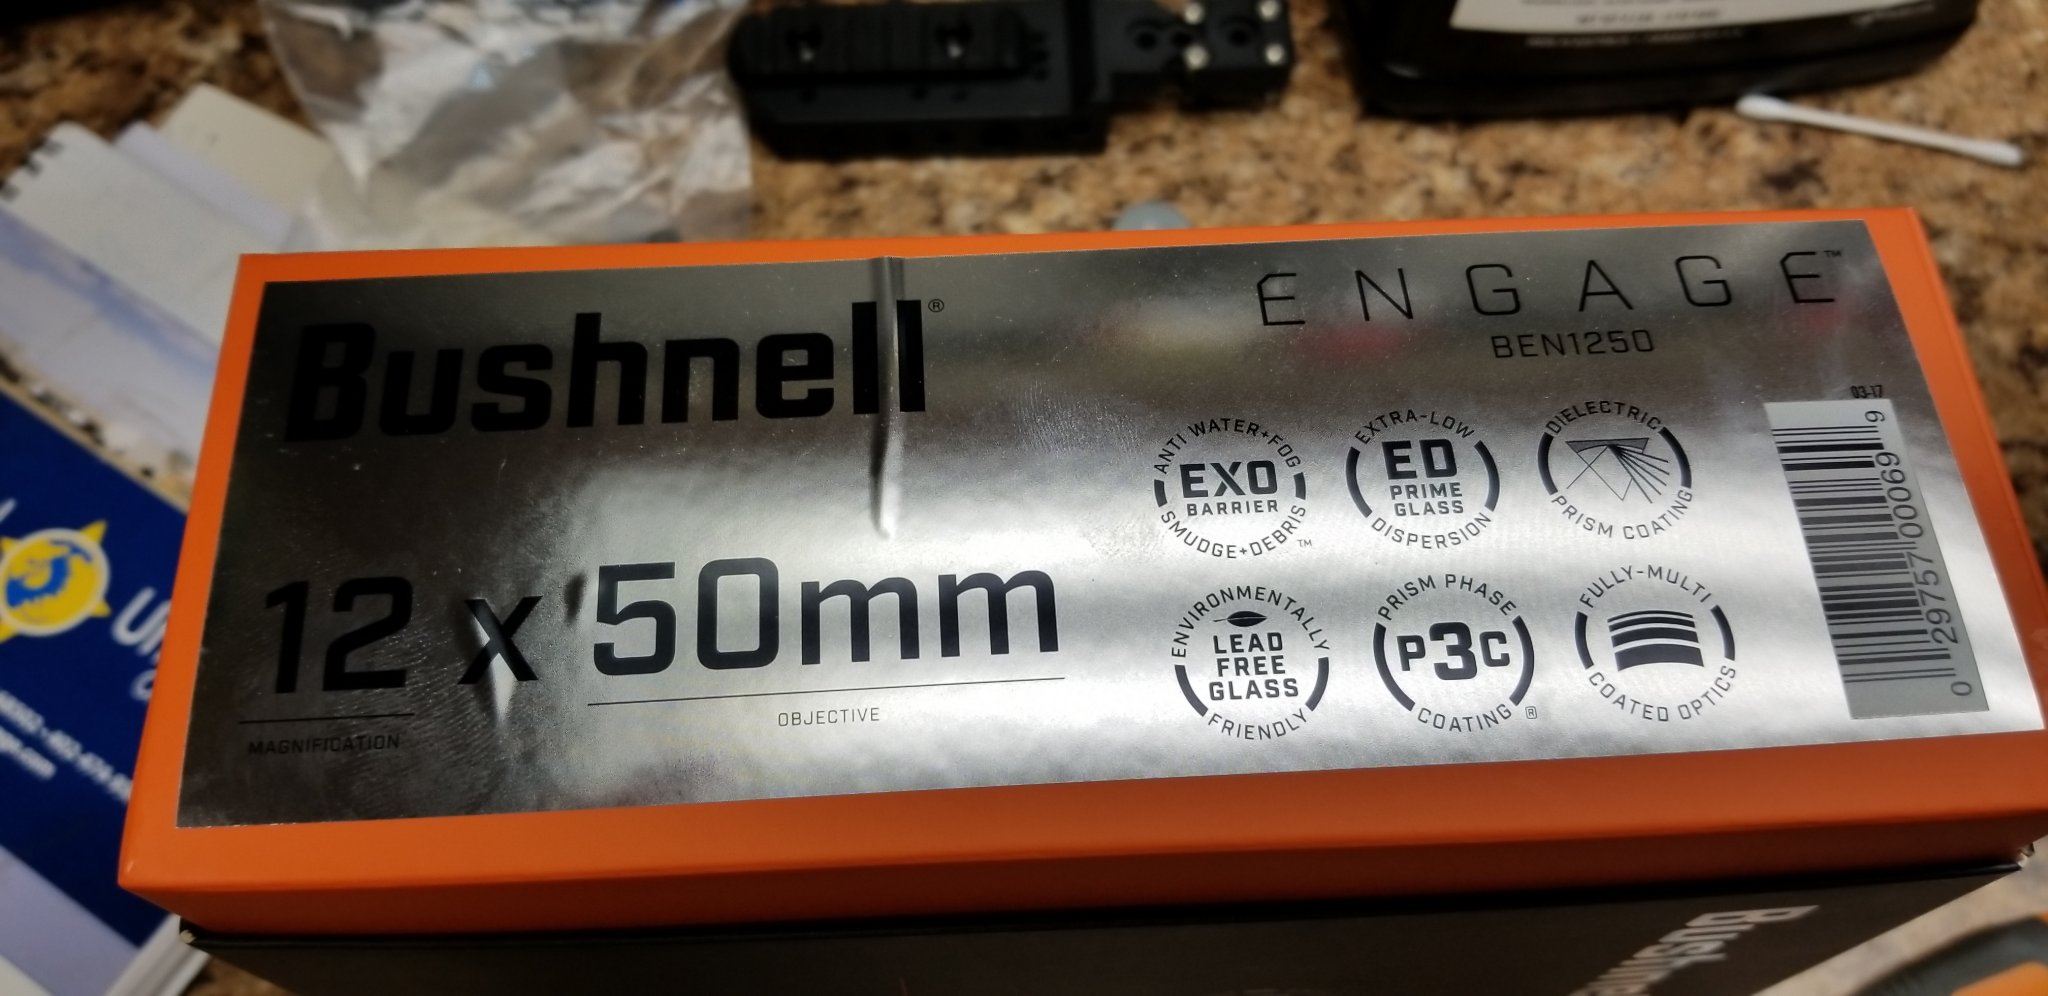 Bushnell®
ENGAGE™
BEN1250
12 x 50mm
MAGNIFICATION
OBJECTIVE
ANTI WATER+FOG
EXO
BARRIER
SMUDGE+DEBRIS™
EXTRA-LOW
ED
PRIME
GLASS
DISPERSION
DIELECTRIC
PRISM COATING
ENVIRONMENTALLY
LEAD
FREE
GLASS
FRIENDLY
PRISM PHASE
P3C
COATING®
FULLY-MULTI
COATED OPTICS
03-17
0 29757 00069 9